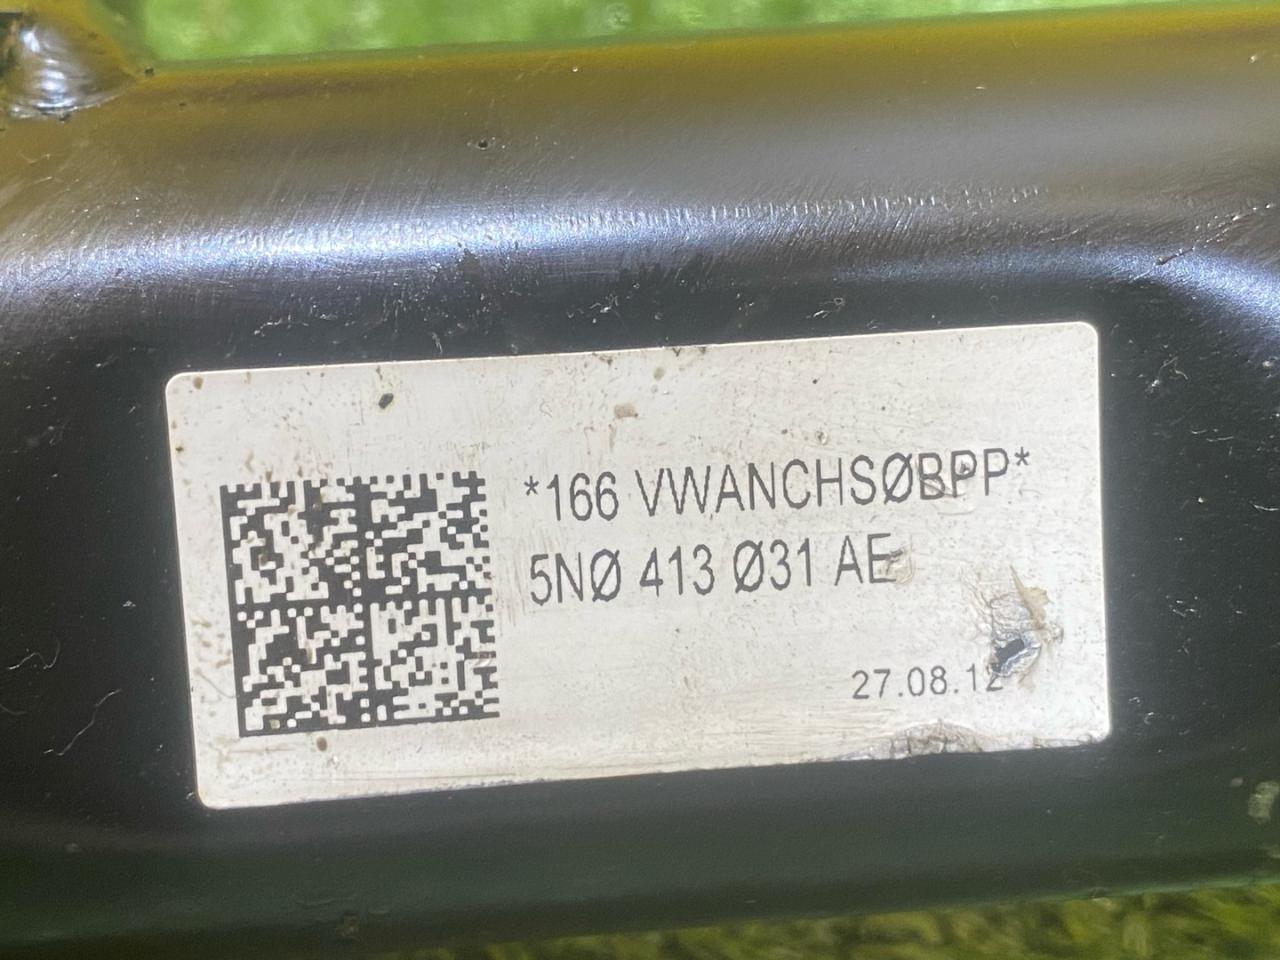 *166 VWANCHSØBPP*
5NØ 413 Ø31 AE
27.08.12